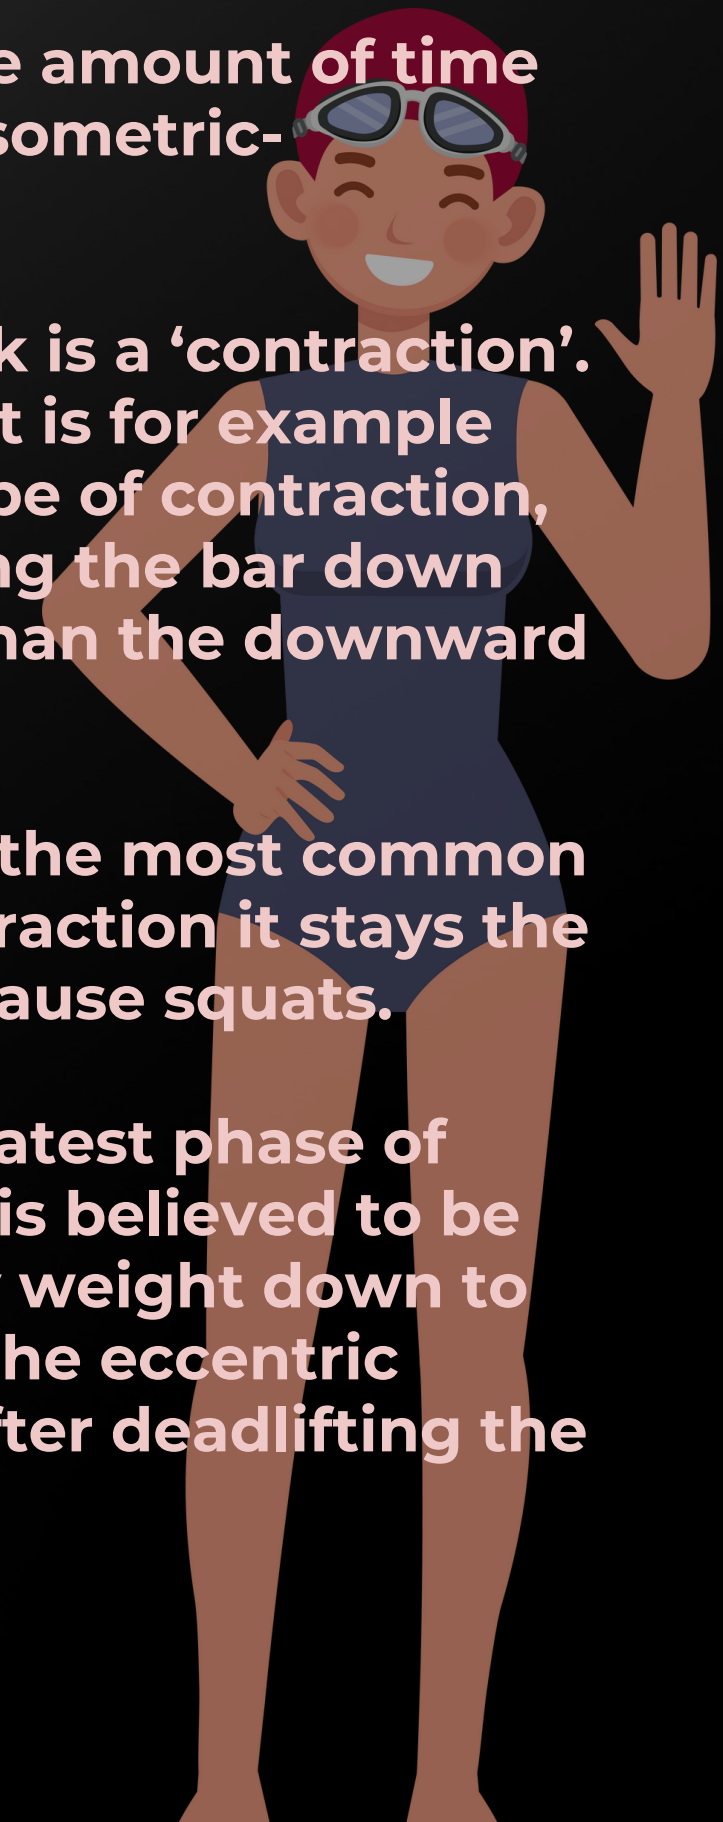 e amount of time
sometric-
k is a ‘contraction’.
t is for example
pe of contraction,
ng the bar down
han the downward
the most common
raction it stays the
ause squats.
atest phase of
is believed to be
weight down to
he eccentric
fter deadlifting the